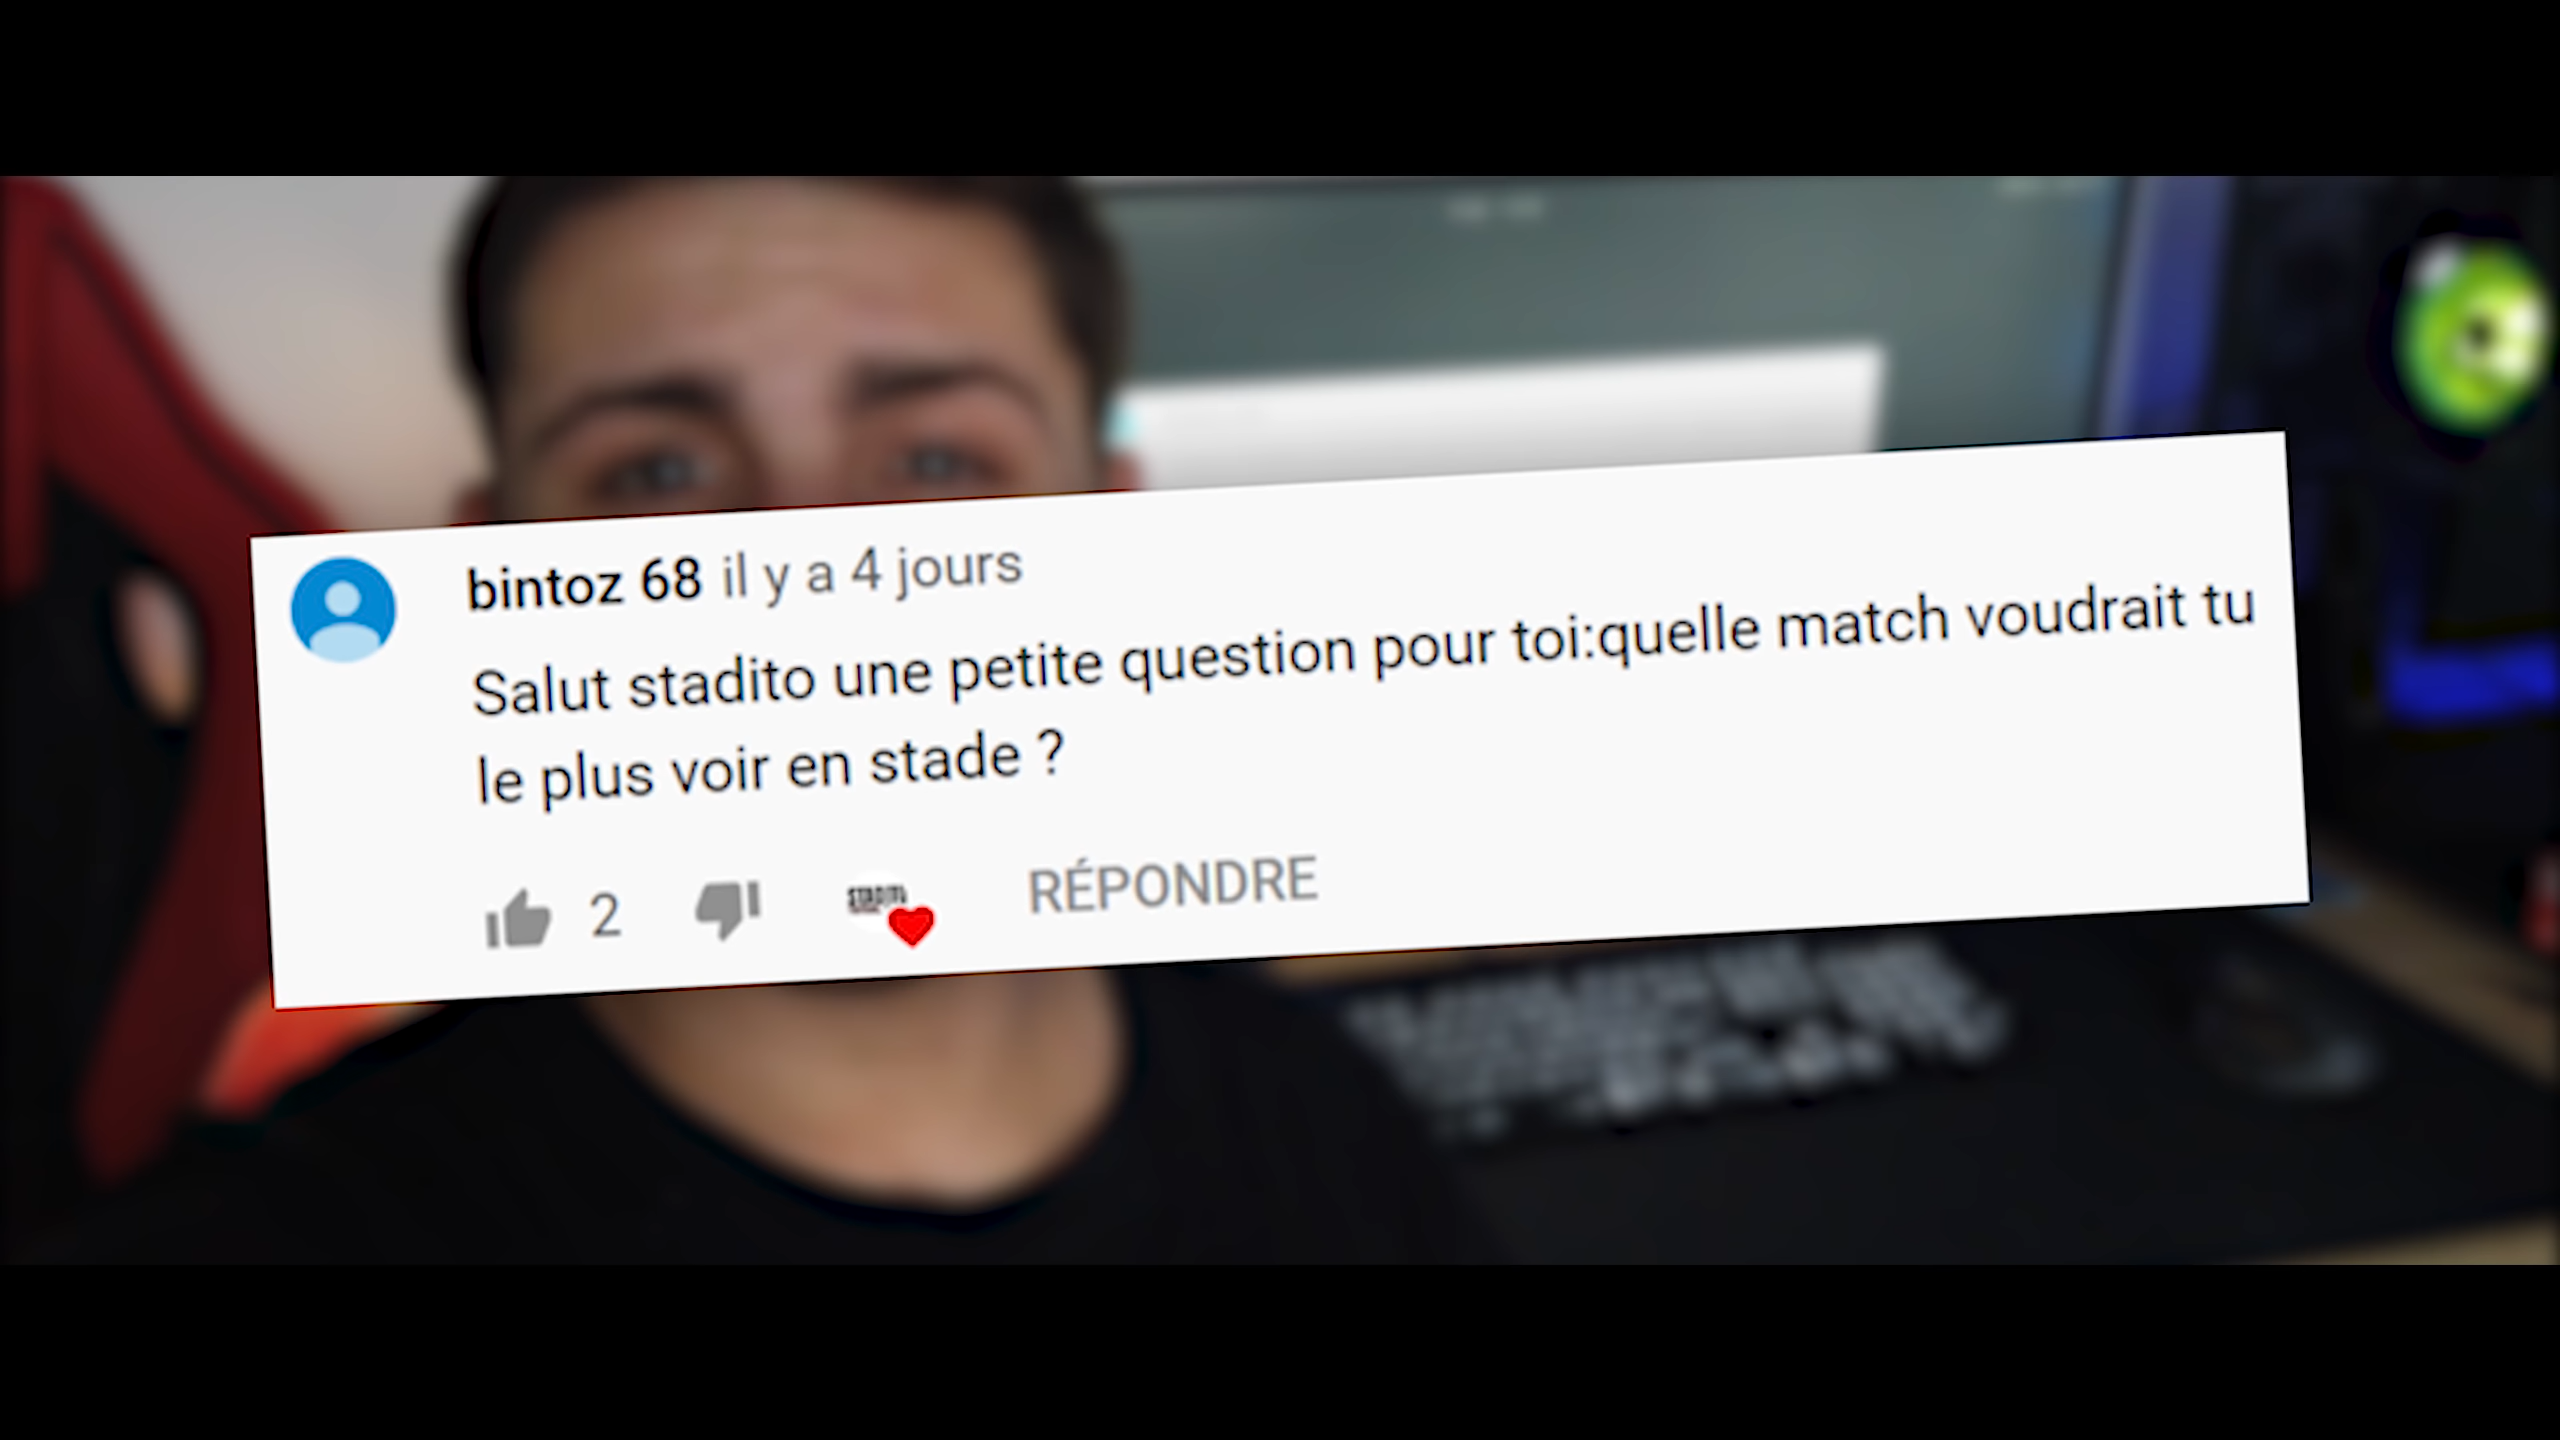 bintoz 68 il y a 4 jours
Salut stadito une petite question pour toi:quelle match voudrait tu
le plus voir en stade ?
2
RÉPONDRE